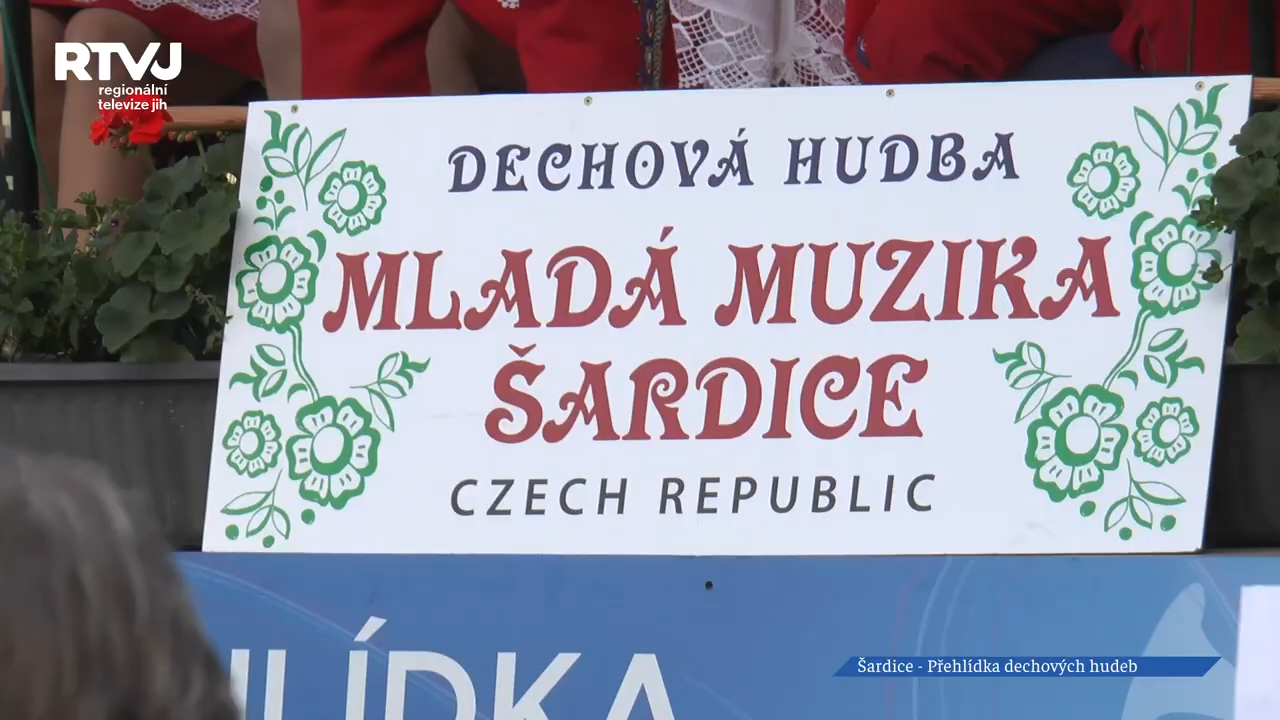 RTVJ
regionální
televize jih
DECHOVÁ HUDBA
MLADÁ MUZIKA
ŠARDICE
CZECH REPUBLIC
Šardice - Přehlídka dechových hudeb